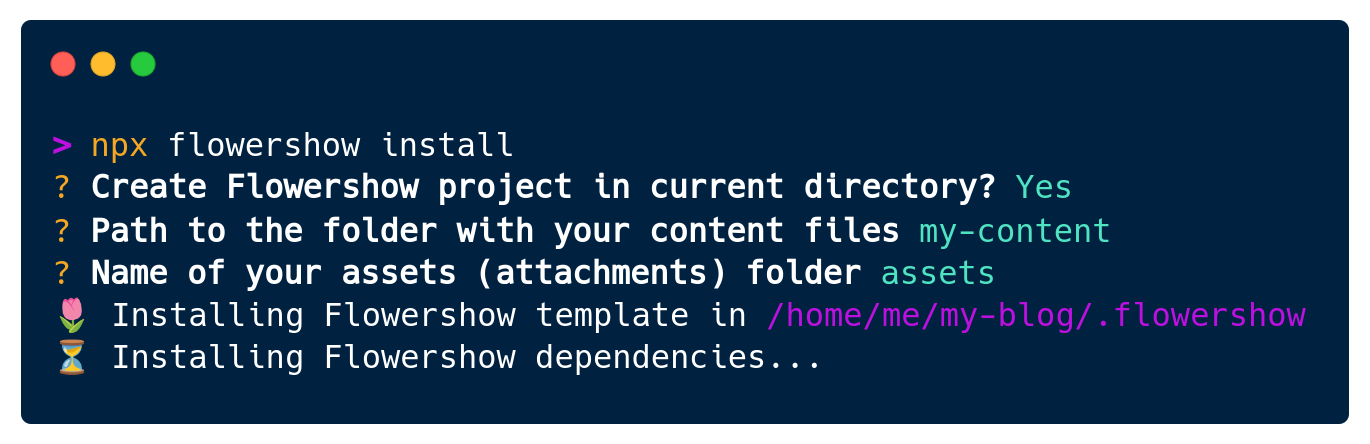 > npx flowershow install
? Create Flowershow project in current directory? Yes
? Path to the folder with your content files my-content
? Name of your assets (attachments) folder assets
🌷 Installing Flowershow template in /home/me/my-blog/.flowershow
⏳ Installing Flowershow dependencies...